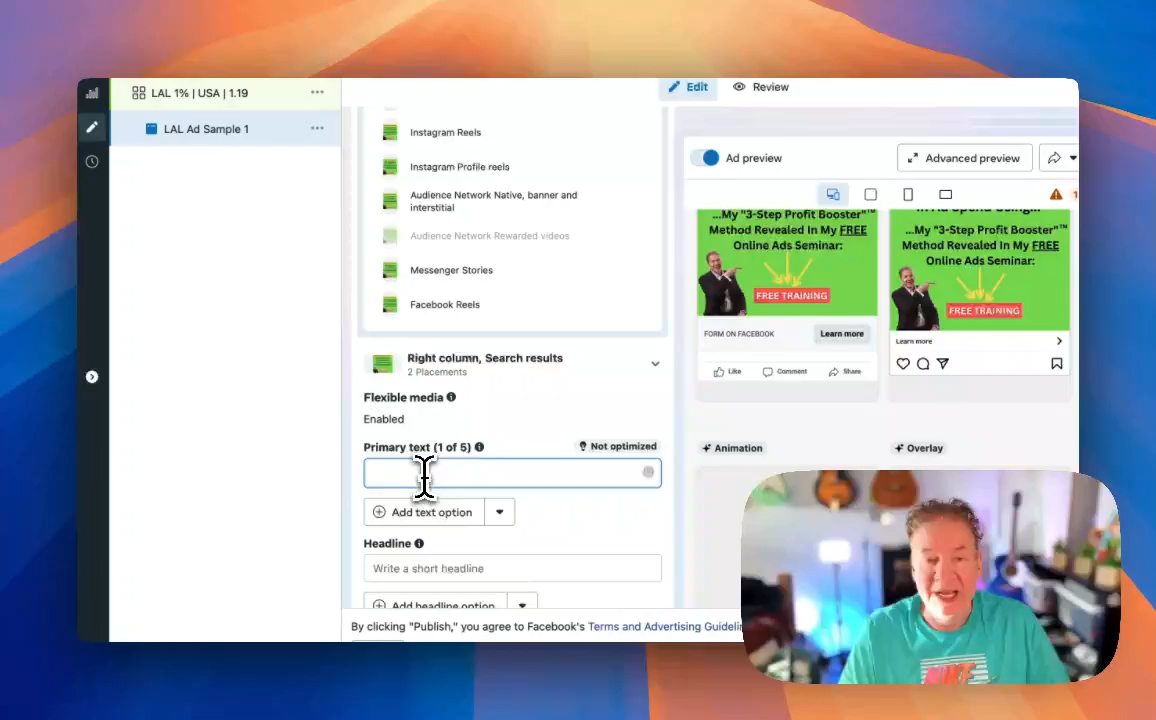 LAL 1% | USA | 1.19
LAL Ad Sample 1
Edit
Review
Instagram Reels
Instagram Profile reels
Audience Network Native, banner and
interstitial
Audience Network Rewarded videos
Messenger Stories
Facebook Reels
Right column, Search results
2 Placements
Flexible media
Enabled
Primary text (1 of 5)
Not optimized
Add text option
Headline
Write a short headline
Add headline option
By clicking "Publish," you agree to Facebook's Terms and Advertising
Ad preview
Advanced preview
1
...My "3-Step Profit Booster"™
Method Revealed In My FREE
Online Ads Seminar:
FREE TRAINING
FORM ON FACEBOOK
Learn more
Like
Comment
Share
In Ad Spend Using...
...My "3-Step Profit Booster"™
Method Revealed In My FREE
Online Ads Seminar:
FREE TRAINING
Learn more
Animation
Overlay